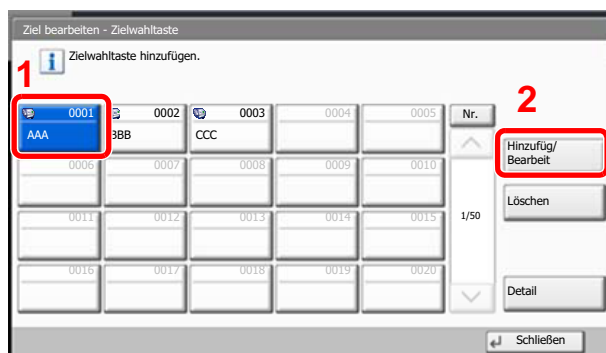 Ziel bearbeiten - Zielwahltaste
Zielwahltaste hinzufügen.
1
0001 0002 0003 0004 0005 Nr.
2
AAA BBB CCC
Hinzufüg/
Bearbeit
0006 0007 0008 0009 0010
Löschen
0011 0012 0013 0014 0015 1/50
0016 0017 0018 0019 0020
Detail
Schließen